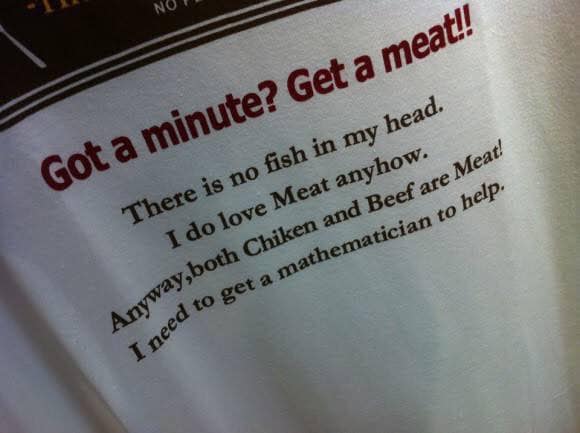 NO
Got a minute? Get a meat!!
There is no fish in my head.
I do love Meat anyhow.
Anyway,both Chiken and Beef are Meat!
I need to get a mathematician to help.